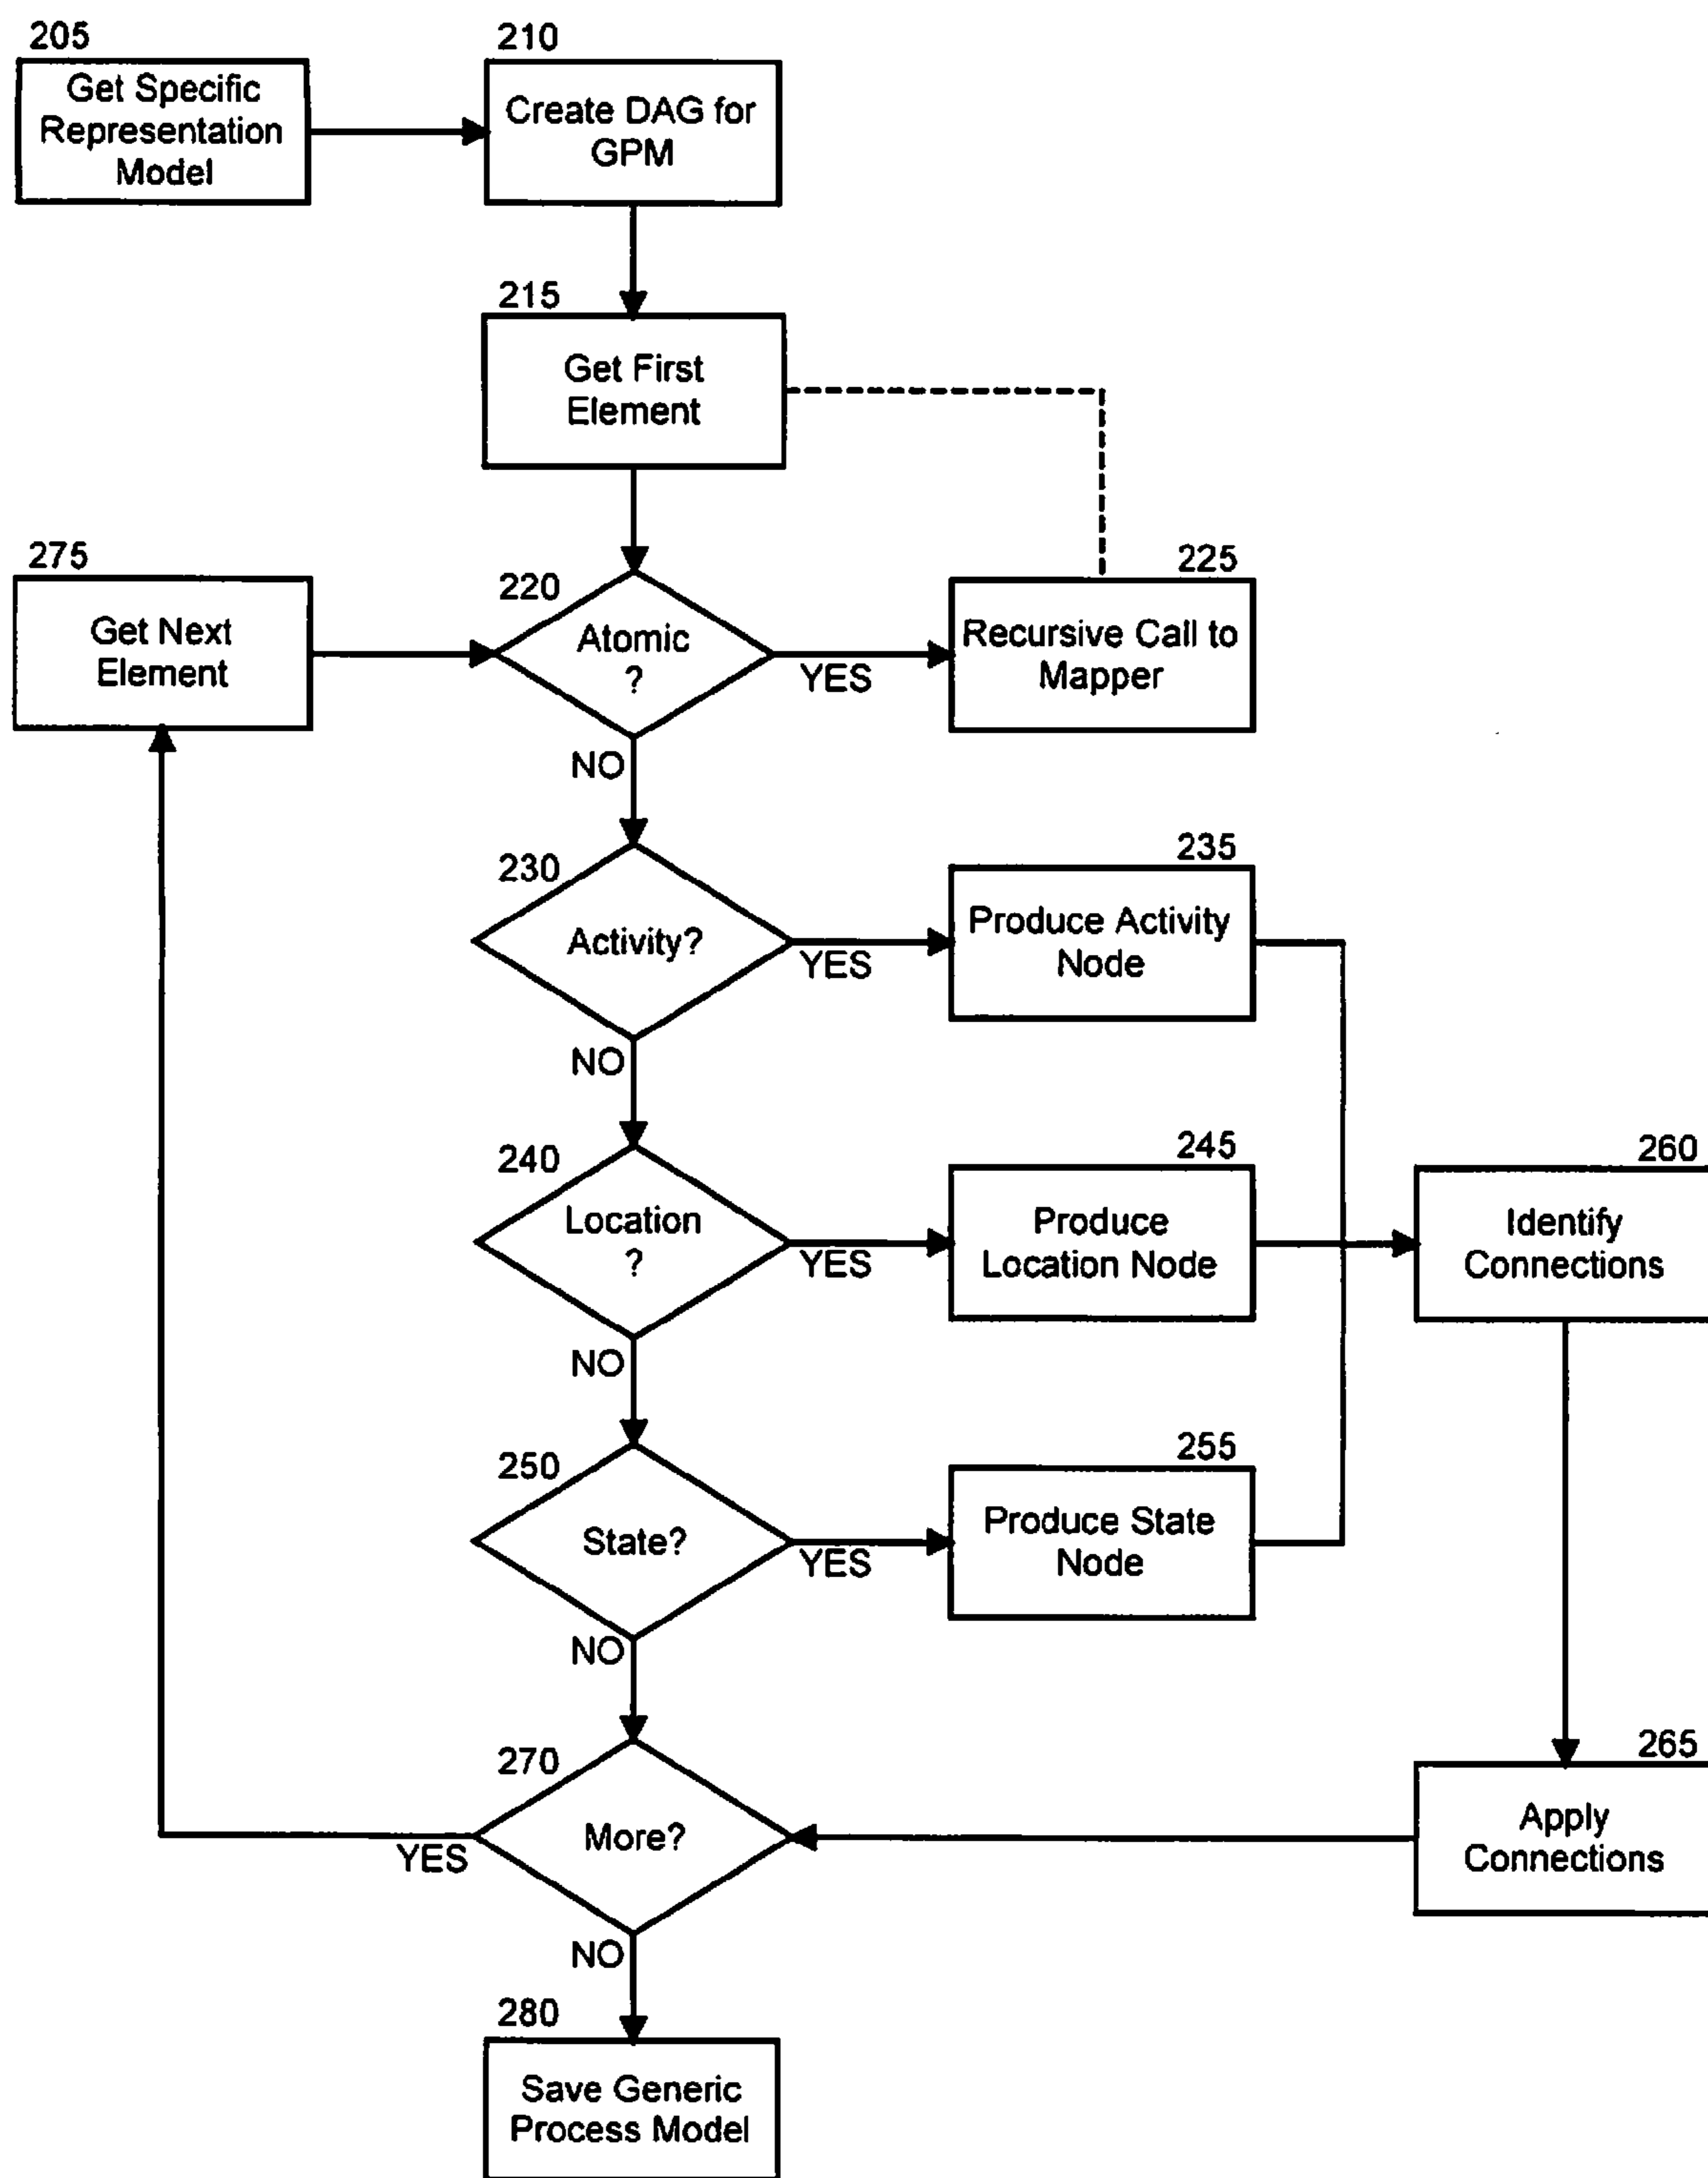 205
Get Specific
Representation
Model
210
Create DAG for
GPM
215
Get First
Element
275
Get Next
Element
220
Atomic
?
YES
NO
225
Recursive Call to
Mapper
230
Activity?
YES
NO
235
Produce Activity
Node
240
Location
?
YES
NO
245
Produce
Location Node
260
Identify
Connections
250
State?
YES
NO
255
Produce State
Node
270
More?
YES
NO
265
Apply
Connections
280
Save Generic
Process Model